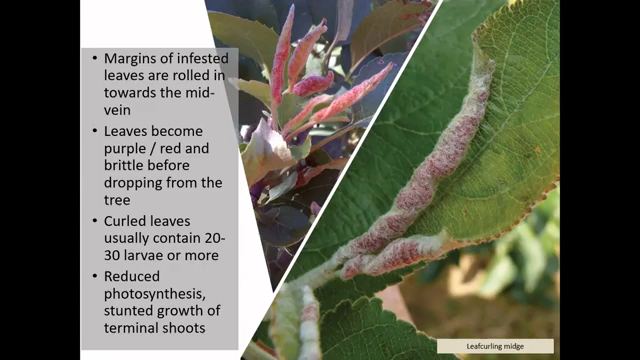 • Margins of infested
leaves are rolled in
towards the mid-
vein
• Leaves become
purple / red and
brittle before
dropping from the
tree
• Curled leaves
usually contain 20-
30 larvae or more
• Reduced
photosynthesis,
stunted growth of
terminal shoots
Leafcurling midge